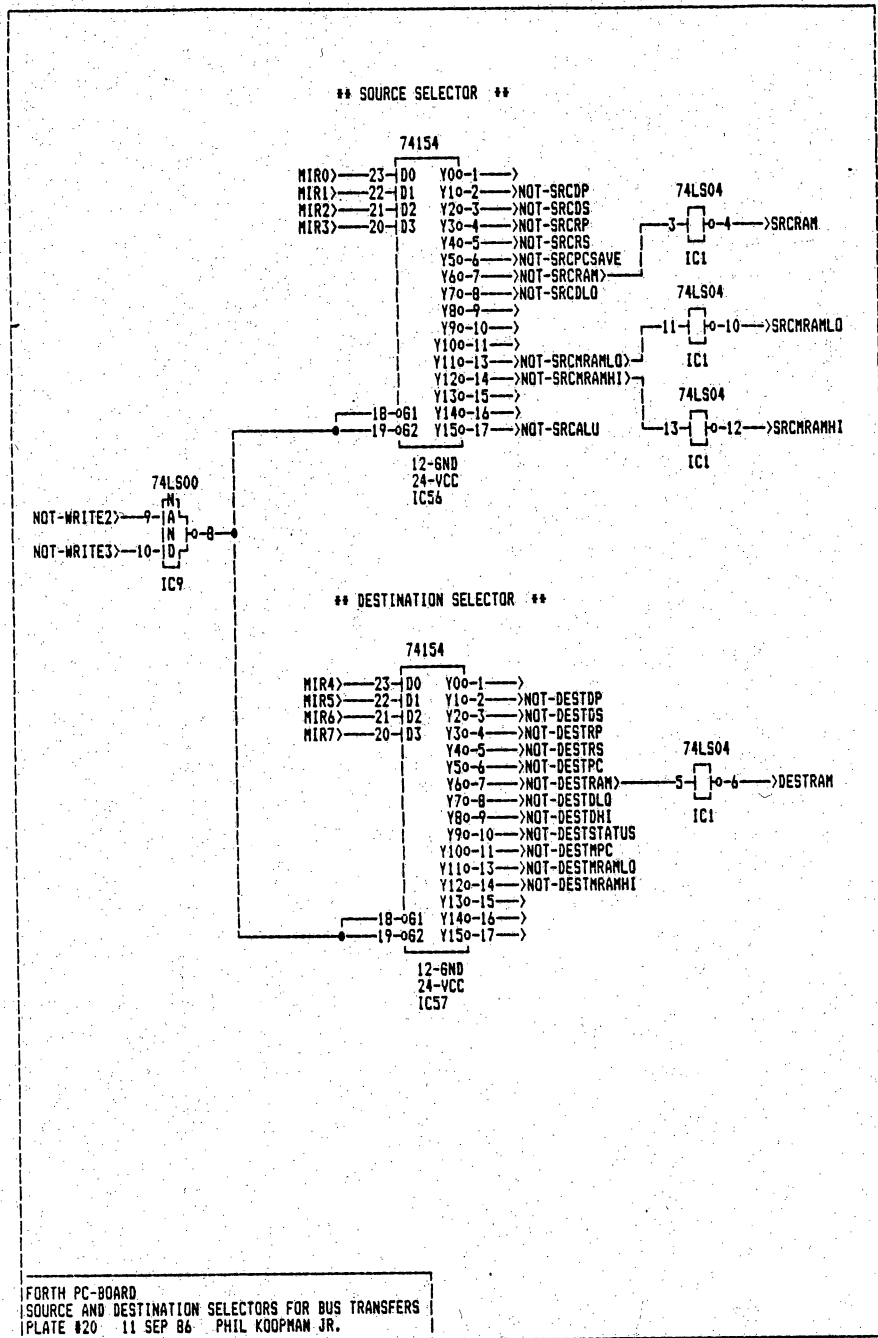 ** SOURCE SELECTOR **
74154
MIR0>—23-D0 Y0o-1—>
MIR1>—22-D1 Y1o-2—>NOT-SRCDP
MIR2>—21-D2 Y2o-3—>NOT-SRCDS
MIR3>—20-D3 Y3o-4—>NOT-SRCRP
Y4o-5—>NOT-SRCRS
Y5o-6—>NOT-SRCPCSAVE
Y6o-7—>NOT-SRCRAM>
Y7o-8—>NOT-SRCDLO
Y8o-9—>
Y9o-10—>
Y10o-11—>
Y11o-13—>NOT-SRCMRAMLO>
Y12o-14—>NOT-SRCMRAMHI>
Y13o-15—>
18-oG1 Y14o-16—>
19-oG2 Y15o-17—>NOT-SRCALU
12-GND
24-VCC
IC56
74LS04
3 o-4—>SRCRAM
IC1
74LS04
11 o-10—>SRCMRAMLO
IC1
74LS04
13 o-12—>SRCMRAMHI
IC1
74LS00
NOT-WRITE2>—9 NAND o-8
NOT-WRITE3>—10
IC9
** DESTINATION SELECTOR **
74154
MIR4>—23-D0 Y0o-1—>
MIR5>—22-D1 Y1o-2—>NOT-DESTDP
MIR6>—21-D2 Y2o-3—>NOT-DESTDS
MIR7>—20-D3 Y3o-4—>NOT-DESTRP
Y4o-5—>NOT-DESTRS
Y5o-6—>NOT-DESTPC
Y6o-7—>NOT-DESTRAM>
Y7o-8—>NOT-DESTDLO
Y8o-9—>NOT-DESTDHI
Y9o-10—>NOT-DESTSTATUS
Y10o-11—>NOT-DESTMPC
Y11o-13—>NOT-DESTMRAMLO
Y12o-14—>NOT-DESTMRAMHI
Y13o-15—>
18-oG1 Y14o-16—>
19-oG2 Y15o-17—>
12-GND
24-VCC
IC57
74LS04
5 o-6—>DESTRAM
IC1
FORTH PC-BOARD
SOURCE AND DESTINATION SELECTORS FOR BUS TRANSFERS
PLATE #20 11 SEP 86 PHIL KOOPMAN JR.